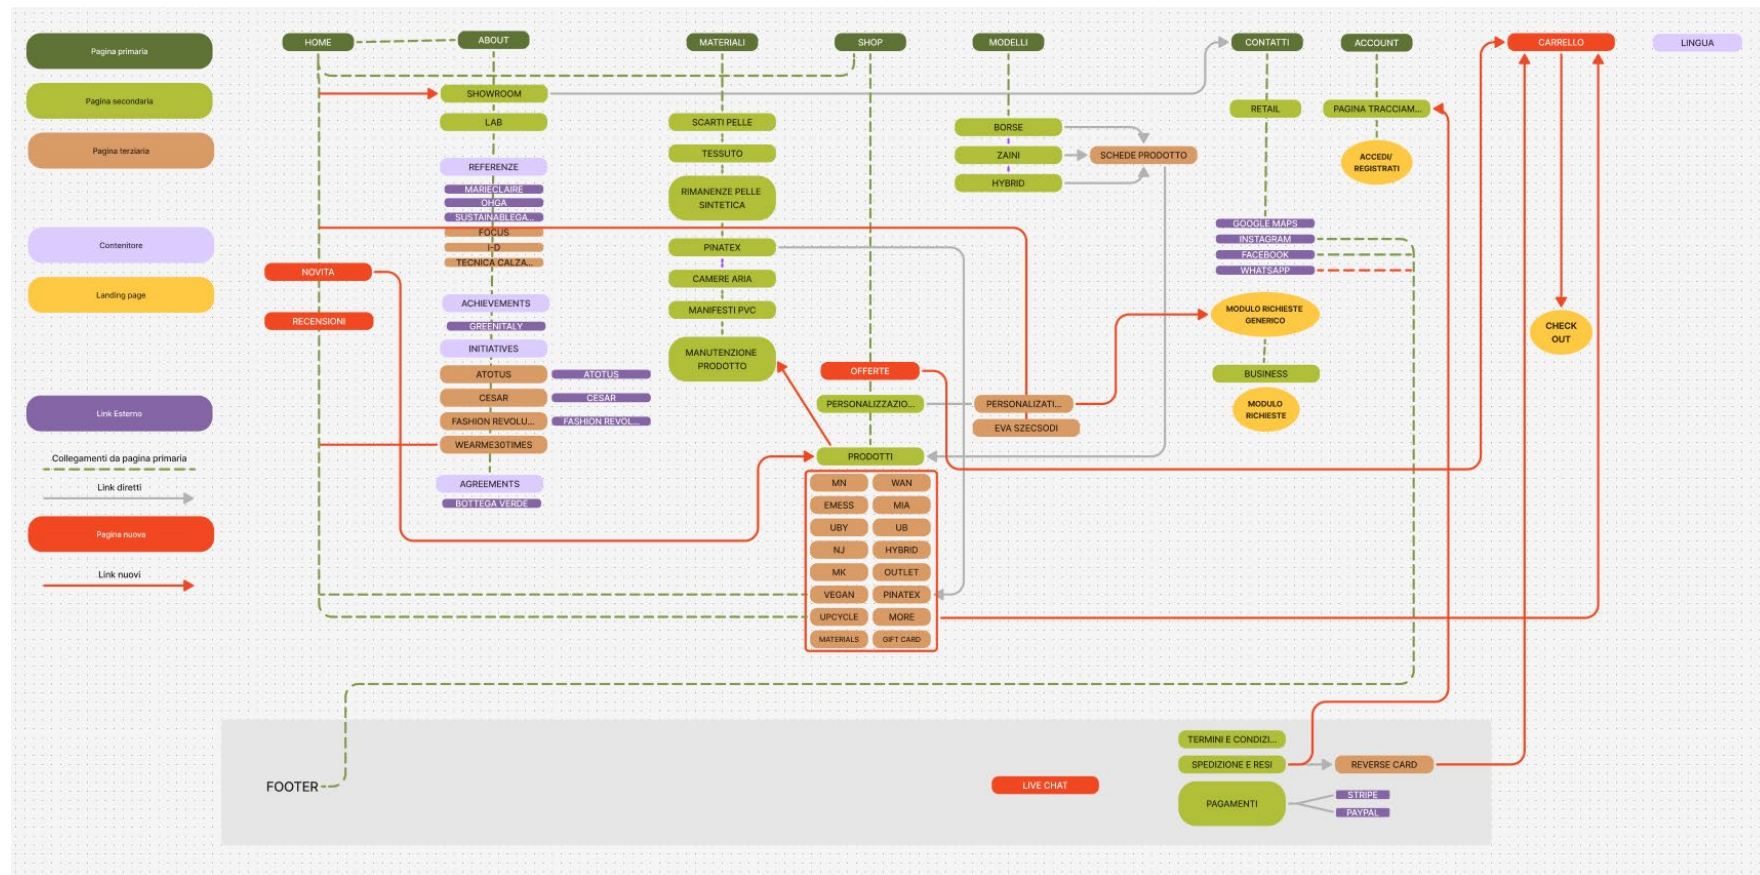 Pagina primaria
Pagina secondaria
Pagina terziaria
Contenitore
Landing page
Link Esterno
Collegamenti da pagina primaria
Link diretti
Pagina nuova
Link nuovi
HOME
NOVITA
RECENSIONI
ABOUT
SHOWROOM
LAB
REFERENZE
MARIECLAIRE
OHGA
SUSTAINABLEGA...
FOCUS
I-D
TECNICA CALZA...
ACHIEVEMENTS
GREENITALY
INITIATIVES
ATOTUS
ATOTUS
CESAR
CESAR
FASHION REVOLU...
FASHION REVOL...
WEARME30TIMES
AGREEMENTS
BOTTEGA VERDE
MATERIALI
SCARTI PELLE
TESSUTO
RIMANENZE PELLE
SINTETICA
PINATEX
CAMERE ARIA
MANIFESTI PVC
MANUTENZIONE
PRODOTTO
SHOP
OFFERTE
PERSONALIZZAZIO...
PERSONALIZATI...
EVA SZECSODI
PRODOTTI
MN WAN
EMESS MIA
UBY UB
NJ HYBRID
MK OUTLET
VEGAN PINATEX
UPCYCLE MORE
MATERIALS GIFT CARD
MODELLI
BORSE
ZAINI
HYBRID
SCHEDE PRODOTTO
CONTATTI
RETAIL
GOOGLE MAPS
INSTAGRAM
FACEBOOK
WHATSAPP
MODULO RICHIESTE
GENERICO
BUSINESS
MODULO
RICHIESTE
ACCOUNT
PAGINA TRACCIAM...
ACCEDI/
REGISTRATI
CARRELLO
CHECK
OUT
LINGUA
FOOTER
LIVE CHAT
TERMINI E CONDIZI...
SPEDIZIONE E RESI
REVERSE CARD
PAGAMENTI
STRIPE
PAYPAL